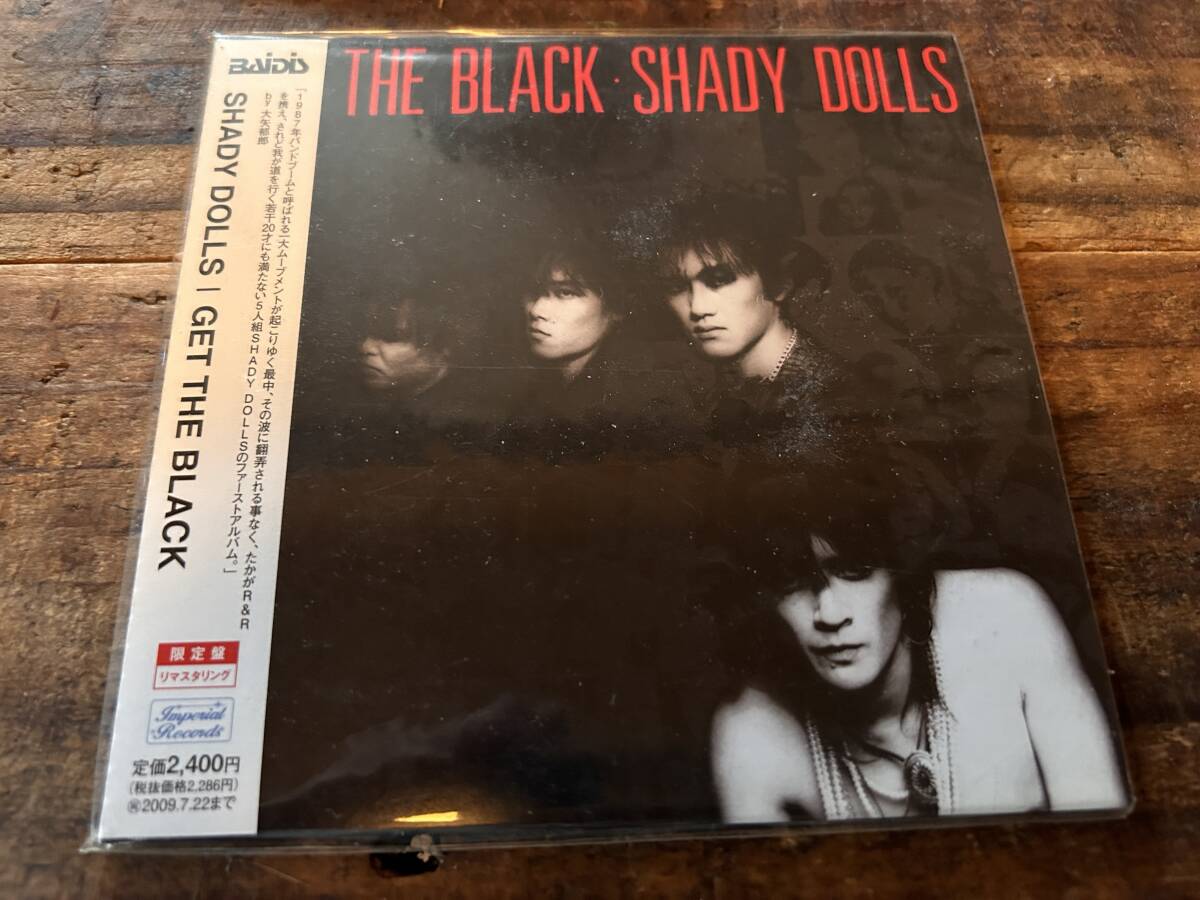 THE BLACK・SHADY DOLLS
BAiDiS
SHADY DOLLS | GET THE BLACK
「1987年バンドブームと呼ばれる一大ムーブメントが起こりゆく最中、その波に翻弄される事なく、たかがR&R
を携え、されど我が道を行く若干20才にも満たない5人組SHADY DOLLSのファーストアルバム。」
by 大矢郁郎
限定盤
リマスタリング
Imperial
Records
定価2,400円
(税抜価格2,286円)
㊝2009.7.22まで